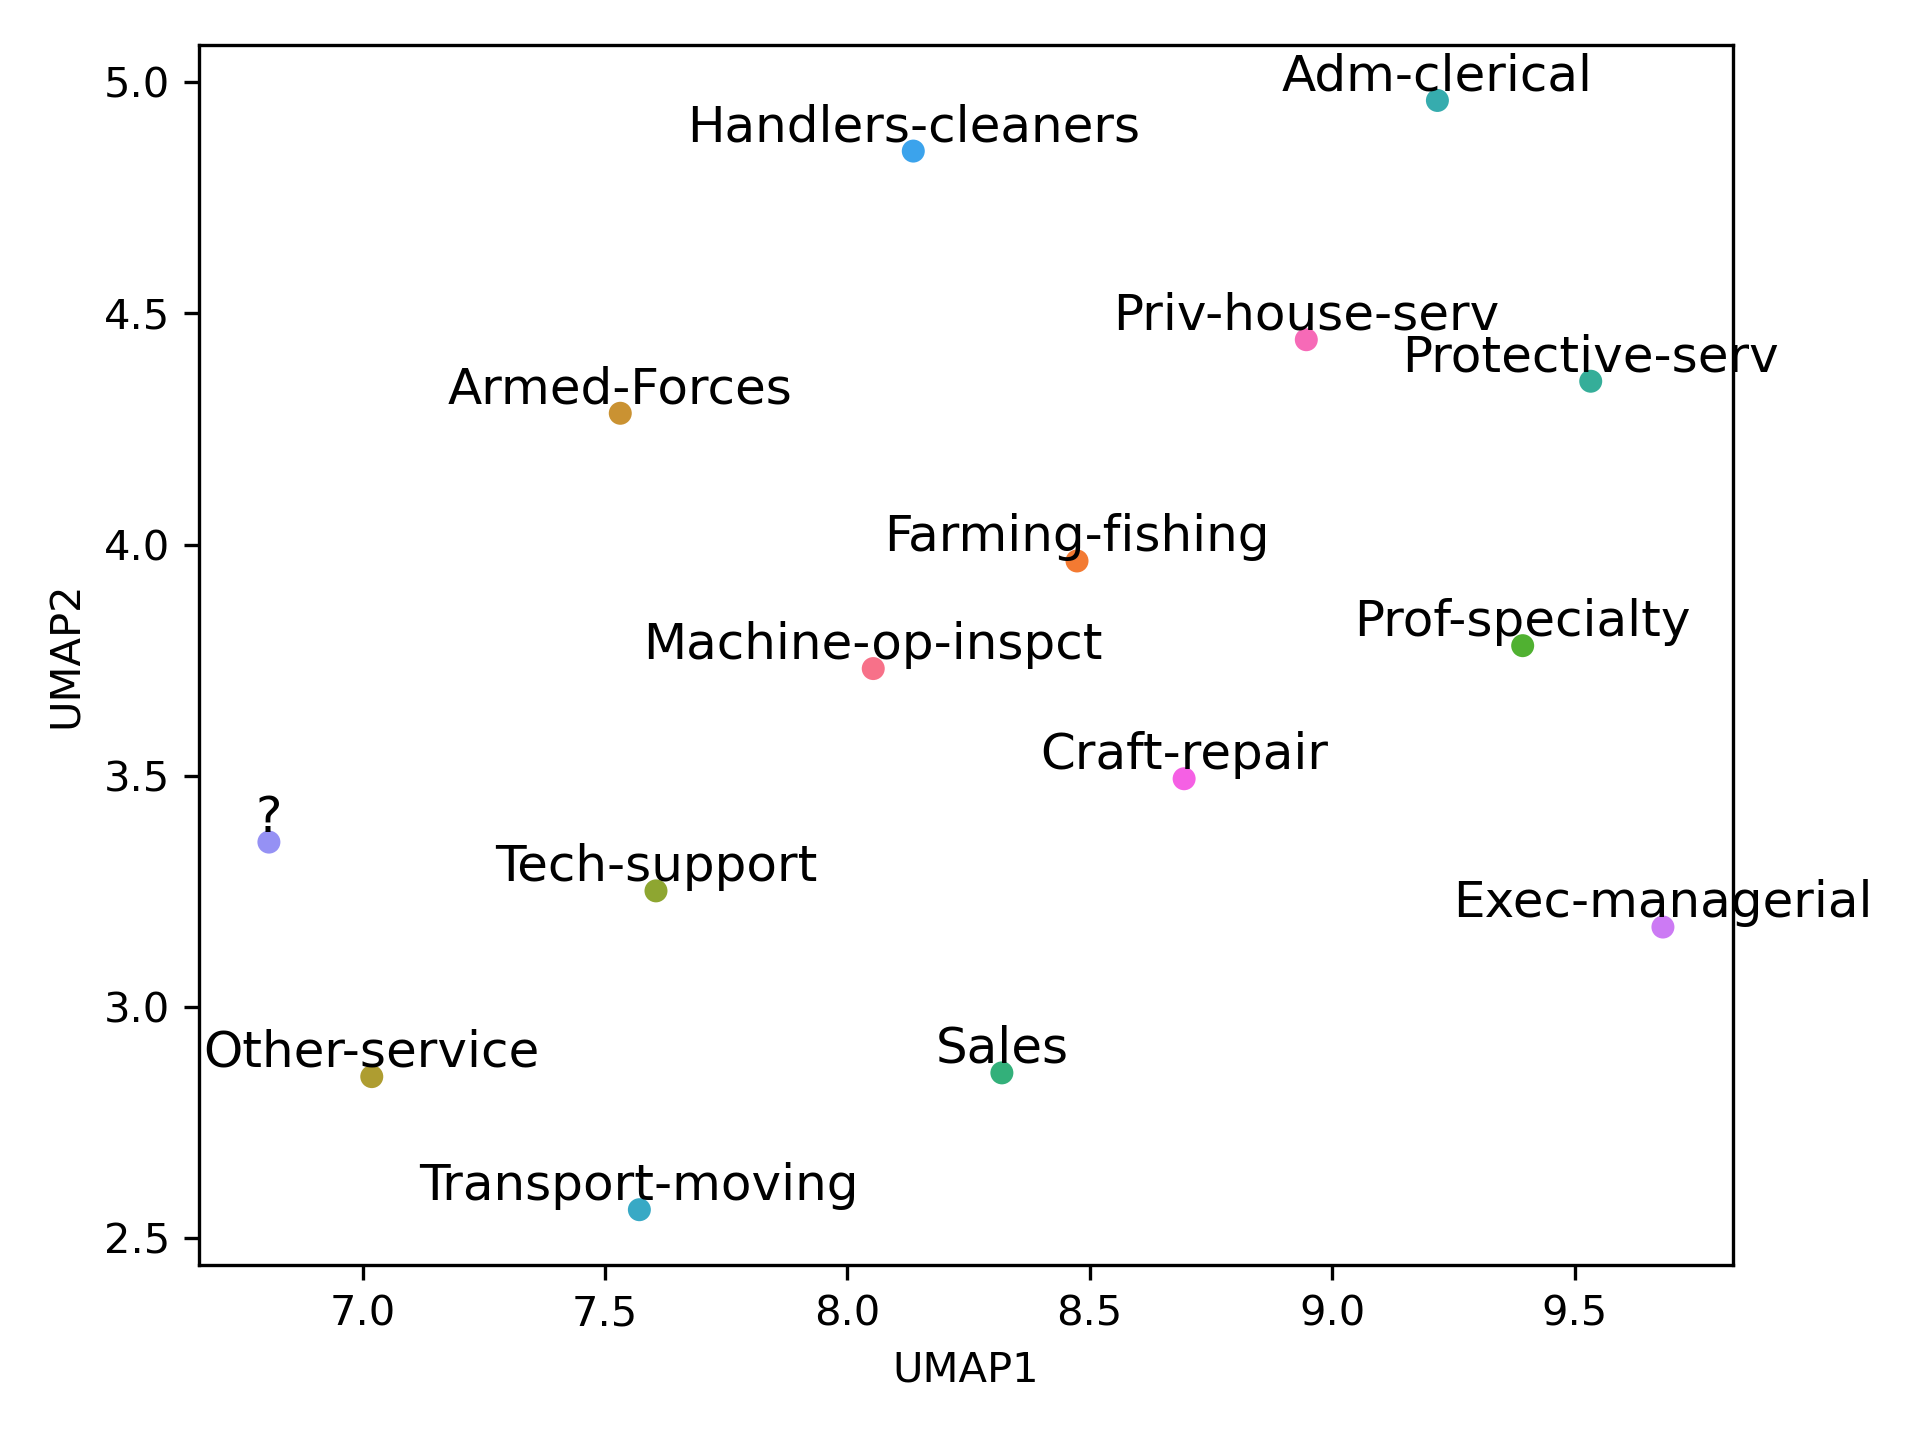 Adm-clerical
Handlers-cleaners
Priv-house-serv
Protective-serv
Armed-Forces
Farming-fishing
Prof-specialty
Machine-op-inspct
Craft-repair
?
Tech-support
Exec-managerial
Other-service
Sales
Transport-moving
5.0
4.5
4.0
3.5
3.0
2.5
UMAP2
7.0 7.5 8.0 8.5 9.0 9.5
UMAP1